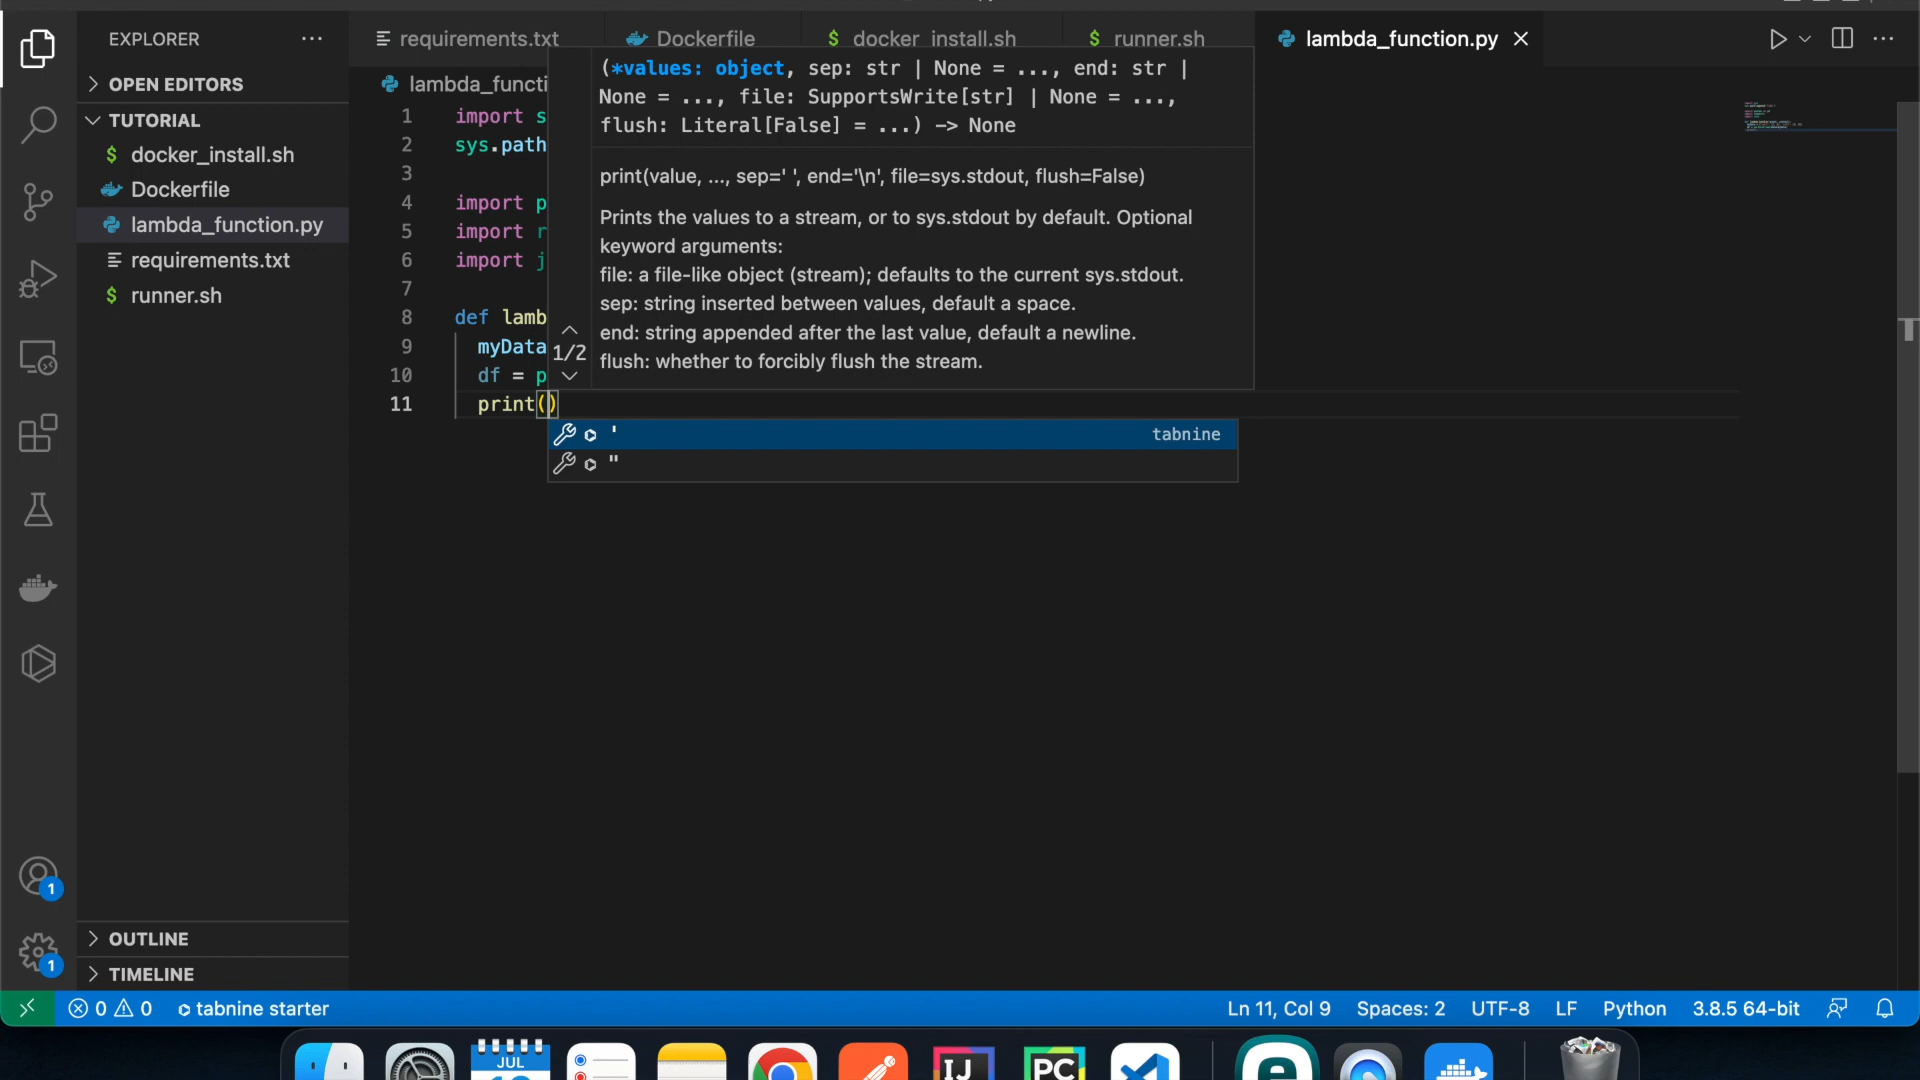 EXPLORER
OPEN EDITORS
TUTORIAL
docker_install.sh
Dockerfile
lambda_function.py
requirements.txt
runner.sh
OUTLINE
TIMELINE
requirements.txt
Dockerfile
docker_install.sh
runner.sh
lambda_function.py
lambda_functi
1 import s
2 sys.path
3
4 import p
5 import r
6 import j
7
8 def lamb
9 myData
10 df = p
11 print()
(*values: object, sep: str | None = ..., end: str |
None = ..., file: SupportsWrite[str] | None = ...,
flush: Literal[False] = ...) -> None
print(value, ..., sep=' ', end='\n', file=sys.stdout, flush=False)
Prints the values to a stream, or to sys.stdout by default. Optional
keyword arguments:
file: a file-like object (stream); defaults to the current sys.stdout.
sep: string inserted between values, default a space.
end: string appended after the last value, default a newline.
flush: whether to forcibly flush the stream.
1/2
' tabnine
"
1
1
0 0 tabnine starter
Ln 11, Col 9 Spaces: 2 UTF-8 LF Python 3.8.5 64-bit
JUL
IJ
PC